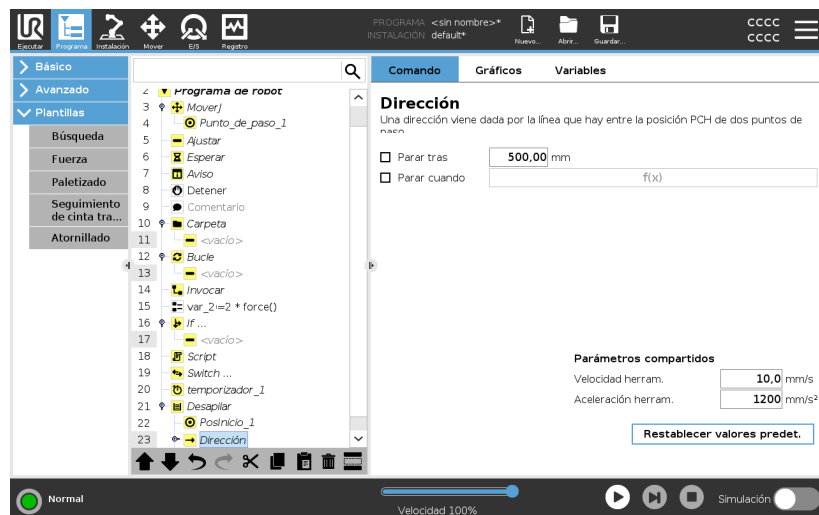 Ejecutar
Programa
Instalación
Mover
E/S
Registro
PROGRAMA <sin nombre>*
INSTALACIÓN default*
Nuevo...
Abrir...
Guardar...
CCCC
CCCC
Básico
Avanzado
Plantillas
Búsqueda
Fuerza
Paletizado
Seguimiento
de cinta tra...
Atornillado
2 Programa de robot
3 MoverJ
4 Punto_de_paso_1
5 Ajustar
6 Esperar
7 Aviso
8 Detener
9 Comentario
10 Carpeta
11 <vacío>
12 Bucle
13 <vacío>
14 Invocar
15 var_2:=2 * force()
16 If ...
17 <vacío>
18 Script
19 Switch ...
20 temporizador_1
21 Desapilar
22 PosInicio_1
23 Dirección
Comando
Gráficos
Variables
Dirección
Una dirección viene dada por la línea que hay entre la posición PCH de dos puntos de
paso
Parar tras 500,00 mm
Parar cuando f(x)
Parámetros compartidos
Velocidad herram. 10,0 mm/s
Aceleración herram. 1200 mm/s²
Restablecer valores predet.
Normal
Velocidad 100%
Simulación